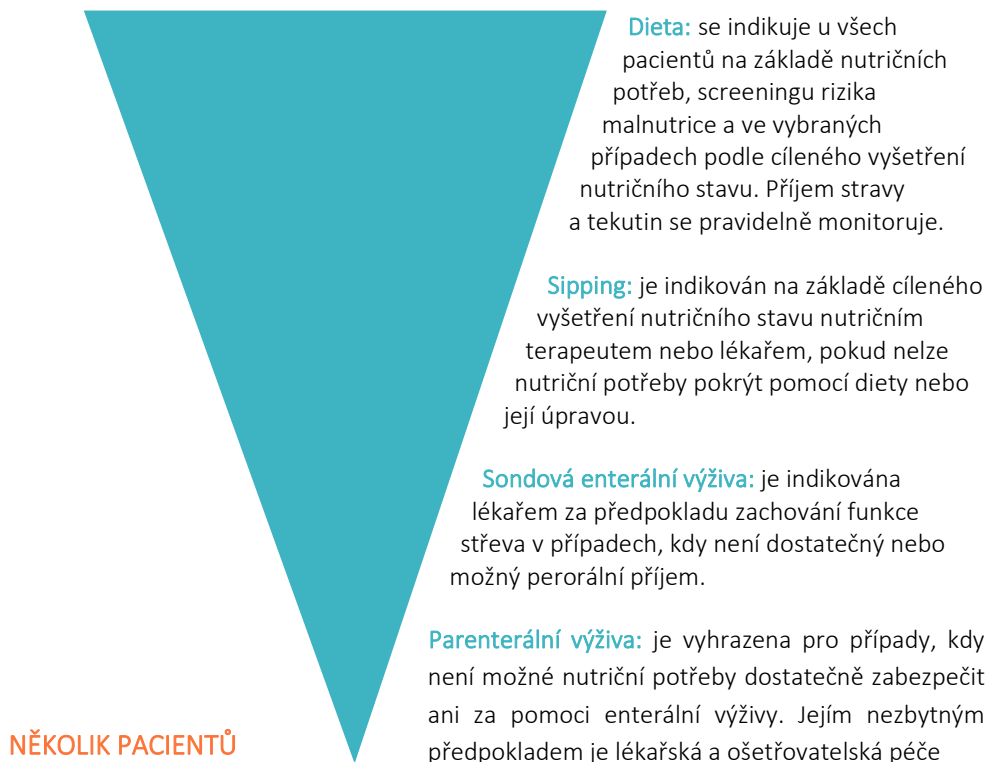 Dieta: se indikuje u všech
pacientů na základě nutričních
potřeb, screeningu rizika
malnutrice a ve vybraných
případech podle cíleného vyšetření
nutričního stavu. Příjem stravy
a tekutin se pravidelně monitoruje.
Sipping: je indikován na základě cíleného
vyšetření nutričního stavu nutričním
terapeutem nebo lékařem, pokud nelze
nutriční potřeby pokrýt pomocí diety nebo
její úpravou.
Sondová enterální výživa: je indikována
lékařem za předpokladu zachování funkce
střeva v případech, kdy není dostatečný nebo
možný perorální příjem.
Parenterální výživa: je vyhrazena pro případy, kdy
není možné nutriční potřeby dostatečně zabezpečit
ani za pomoci enterální výživy. Jejím nezbytným
předpokladem je lékařská a ošetřovatelská péče
NĚKOLIK PACIENTŮ